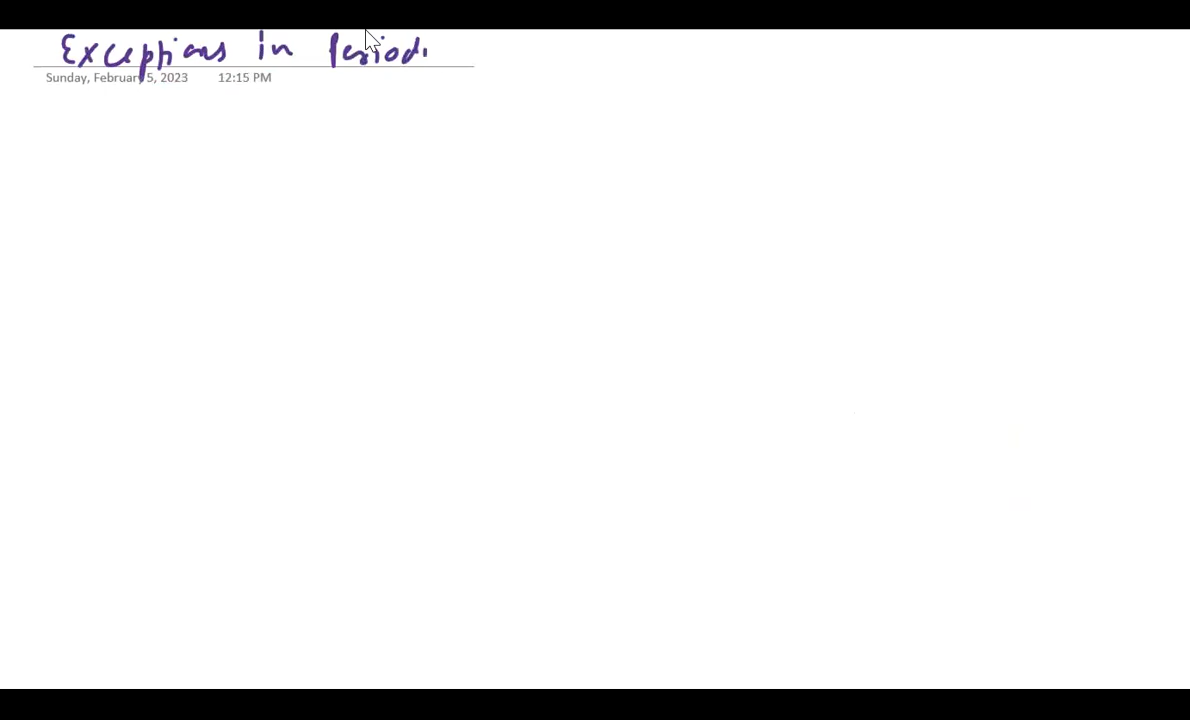 Exceptions in Periodi
Sunday, February 5, 2023 12:15 PM